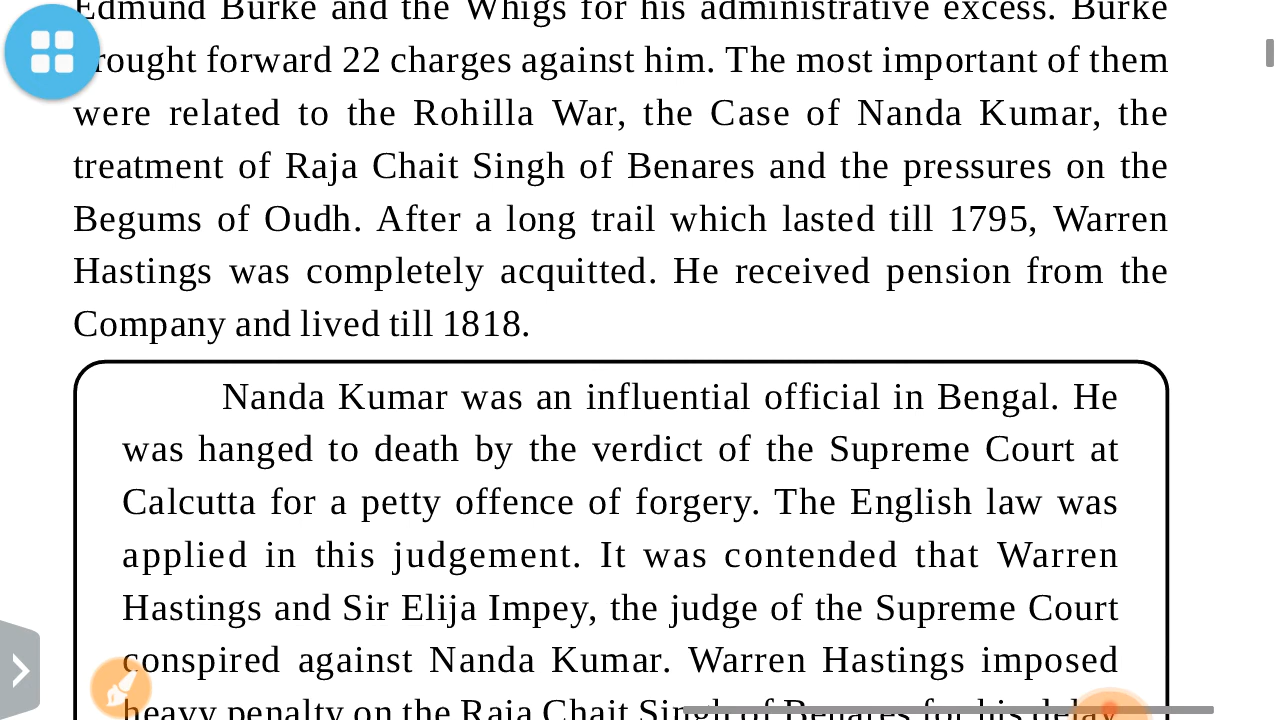 Edmund Burke and the Whigs for his administrative excess. Burke
rought forward 22 charges against him. The most important of them
were related to the Rohilla War, the Case of Nanda Kumar, the
treatment of Raja Chait Singh of Benares and the pressures on the
Begums of Oudh. After a long trail which lasted till 1795, Warren
Hastings was completely acquitted. He received pension from the
Company and lived till 1818.
Nanda Kumar was an influential official in Bengal. He
was hanged to death by the verdict of the Supreme Court at
Calcutta for a petty offence of forgery. The English law was
applied in this judgement. It was contended that Warren
Hastings and Sir Elija Impey, the judge of the Supreme Court
conspired against Nanda Kumar. Warren Hastings imposed
heavy penalty on the Raja Chait Singh of Benares for his delay